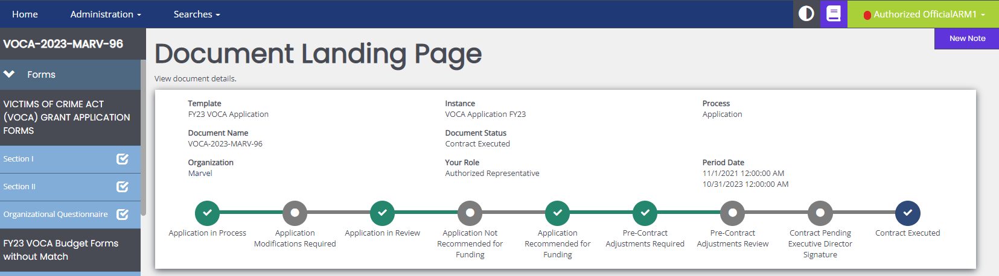 Home
Administration
Searches
Authorized OfficialARM1
VOCA-2023-MARV-96
New Note
Forms
VICTIMS OF CRIME ACT
(VOCA) GRANT APPLICATION
FORMS
Section I
Section II
Organizational Questionnaire
FY23 VOCA Budget Forms
without Match
Document Landing Page
View document details.
Template
FY23 VOCA Application
Instance
VOCA Application FY23
Process
Application
Document Name
VOCA-2023-MARV-96
Document Status
Contract Executed
Organization
Marvel
Your Role
Authorized Representative
Period Date
11/1/2021 12:00:00 AM
10/31/2023 12:00:00 AM
Application in Process
Application
Modifications Required
Application in Review
Application Not
Recommended for
Funding
Application
Recommended for
Funding
Pre-Contract
Adjustments Required
Pre-Contract
Adjustments Review
Contract Pending
Executive Director
Signature
Contract Executed